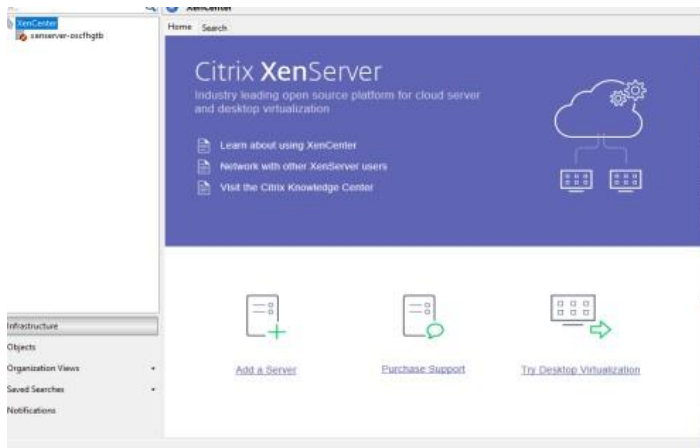 XenCenter
XenCenter
xenserver-oscfhgtb
Home Search
Citrix XenServer
Industry leading open source platform for cloud server
and desktop virtualization
Learn about using XenCenter
Network with other XenServer users
Visit the Citrix Knowledge Center
Infrastructure
Objects
Organization Views
Saved Searches
Notifications
Add a Server
Purchase Support
Try Desktop Virtualization